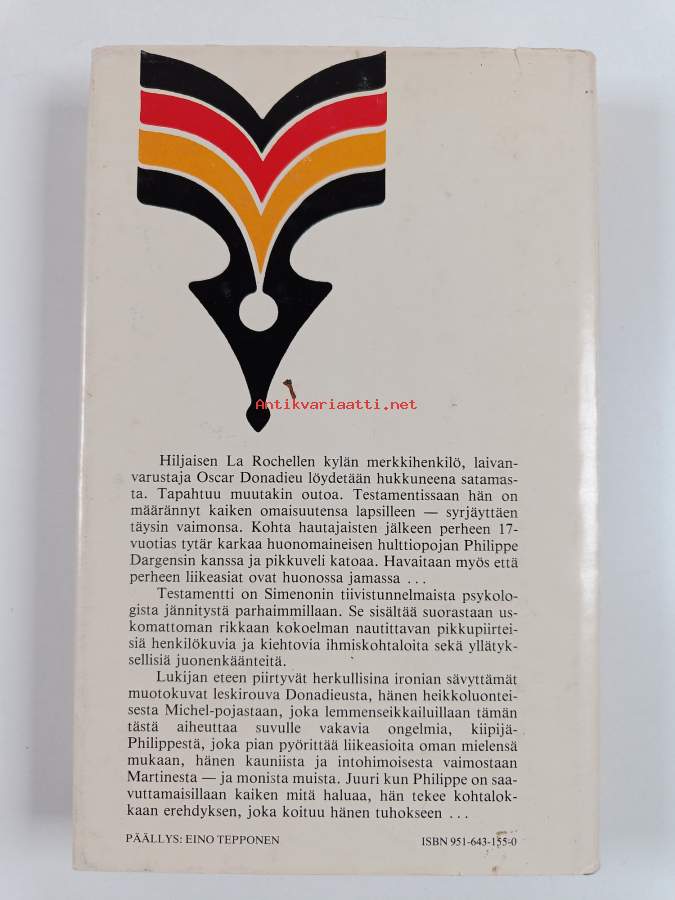 Antikvariaatti.net
Hiljaisen La Rochellen kylän merkkihenkilö, laivan-
varustaja Oscar Donadieu löydetään hukkuneena satamas-
ta. Tapahtuu muutakin outoa. Testamentissaan hän on
määrännyt kaiken omaisuutensa lapsilleen — syrjäyttäen
täysin vaimonsa. Kohta hautajaisten jälkeen perheen 17-
vuotias tytär karkaa huonomaineisen hulttiopojan Philippe
Dargensin kanssa ja pikkuveli katoaa. Havaitaan myös että
perheen liikeasiat ovat huonossa jamassa ...
Testamentti on Simenonin tiivistunnelmaista psykolo-
gista jännitystä parhaimmillaan. Se sisältää suorastaan us-
komattoman rikkaan kokoelman nautittavan pikkupiirtei-
siä henkilökuvia ja kiehtovia ihmiskohtaloita sekä yllätyk-
sellisiä juonenkäänteitä.
Lukijan eteen piirtyvät herkullisina ironian sävyttämät
muotokuvat leskirouva Donadieusta, hänen heikkoluontei-
sesta Michel-pojastaan, joka lemmenseikkailuillaan tämän
tästä aiheuttaa suvulle vakavia ongelmia, kiipijä-
Philippestä, joka pian pyörittää liikeasioita oman mielensä
mukaan, hänen kauniista ja intohimoisesta vaimostaan
Martinesta — ja monista muista. Juuri kun Philippe on saa-
vuttamaisillaan kaiken mitä haluaa, hän tekee kohtalok-
kaan erehdyksen, joka koituu hänen tuhokseen ...
PÄÄLLYS: EINO TEPPONEN
ISBN 951-643-155-0